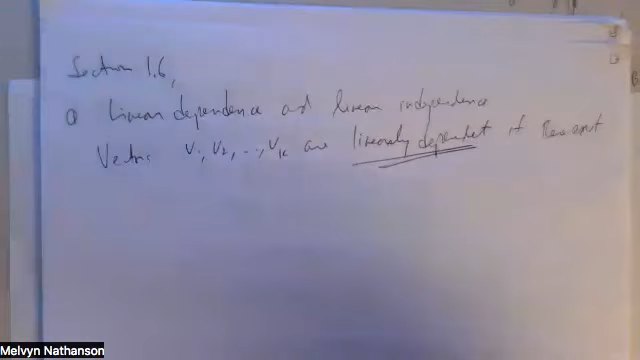 Section 1.6,
Linear dependence and linear independence
Vectors v1, v2, ..., vk are linearly dependent if there exist
Melvyn Nathanson